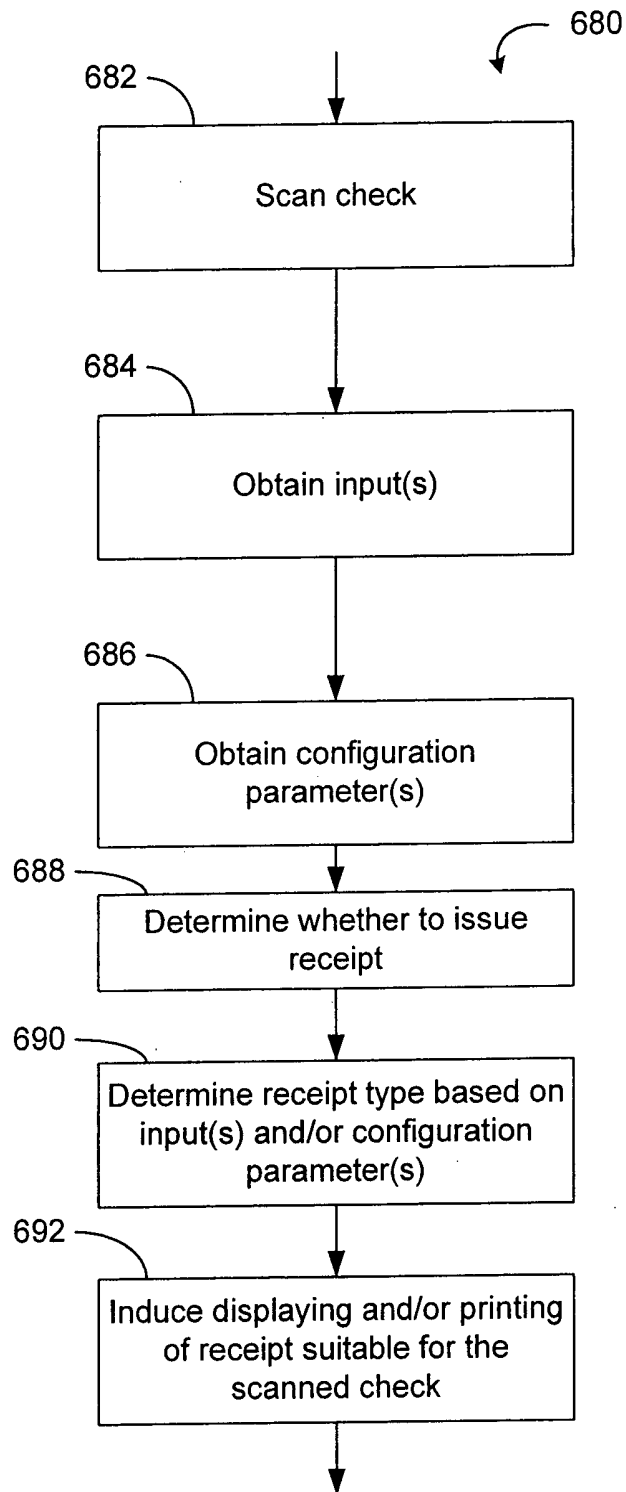 680
682
Scan check
684
Obtain input(s)
686
Obtain configuration
parameter(s)
688
Determine whether to issue
receipt
690
Determine receipt type based on
input(s) and/or configuration
parameter(s)
692
Induce displaying and/or printing
of receipt suitable for the
scanned check